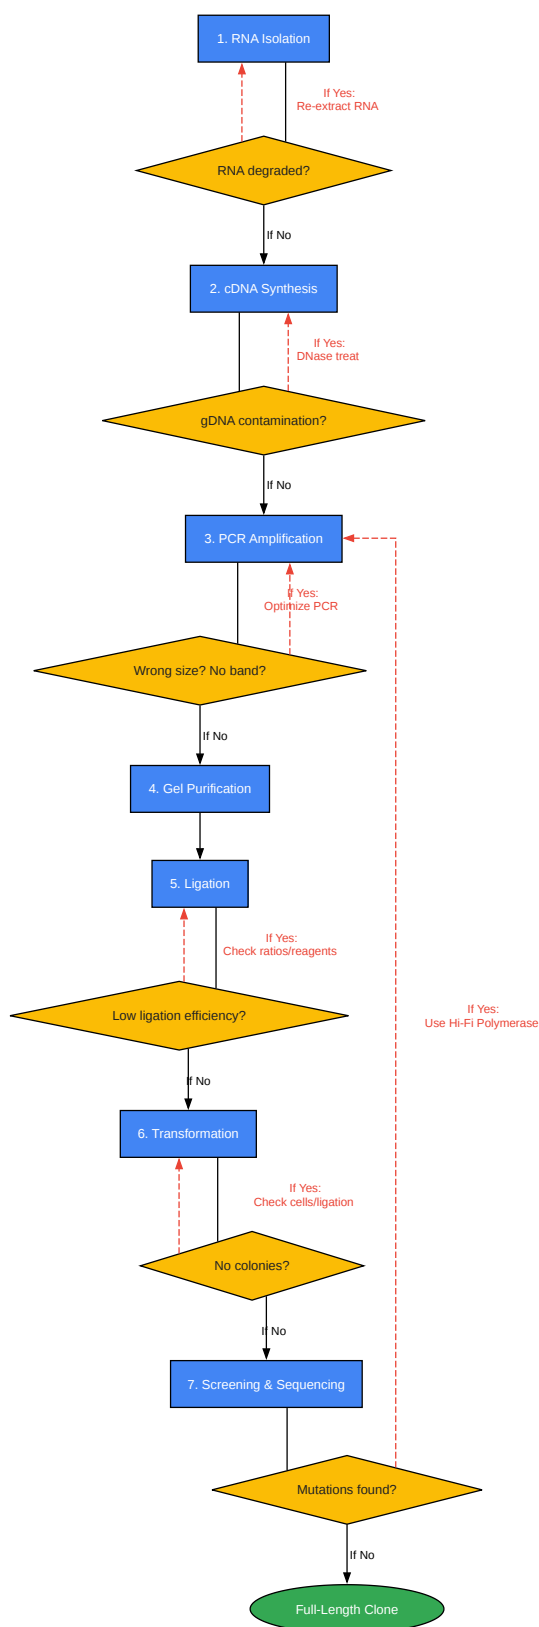 1. RNA Isolation
If Yes:
Re-extract RNA
RNA degraded?
If No
2. cDNA Synthesis
If Yes:
DNase treat
gDNA contamination?
If No
3. PCR Amplification
If Yes:
Optimize PCR
Wrong size? No band?
If No
4. Gel Purification
5. Ligation
If Yes:
Check ratios/reagents
Low ligation efficiency?
If Yes:
Use Hi-Fi Polymerase
If No
6. Transformation
If Yes:
Check cells/ligation
No colonies?
If No
7. Screening & Sequencing
Mutations found?
If No
Full-Length Clone